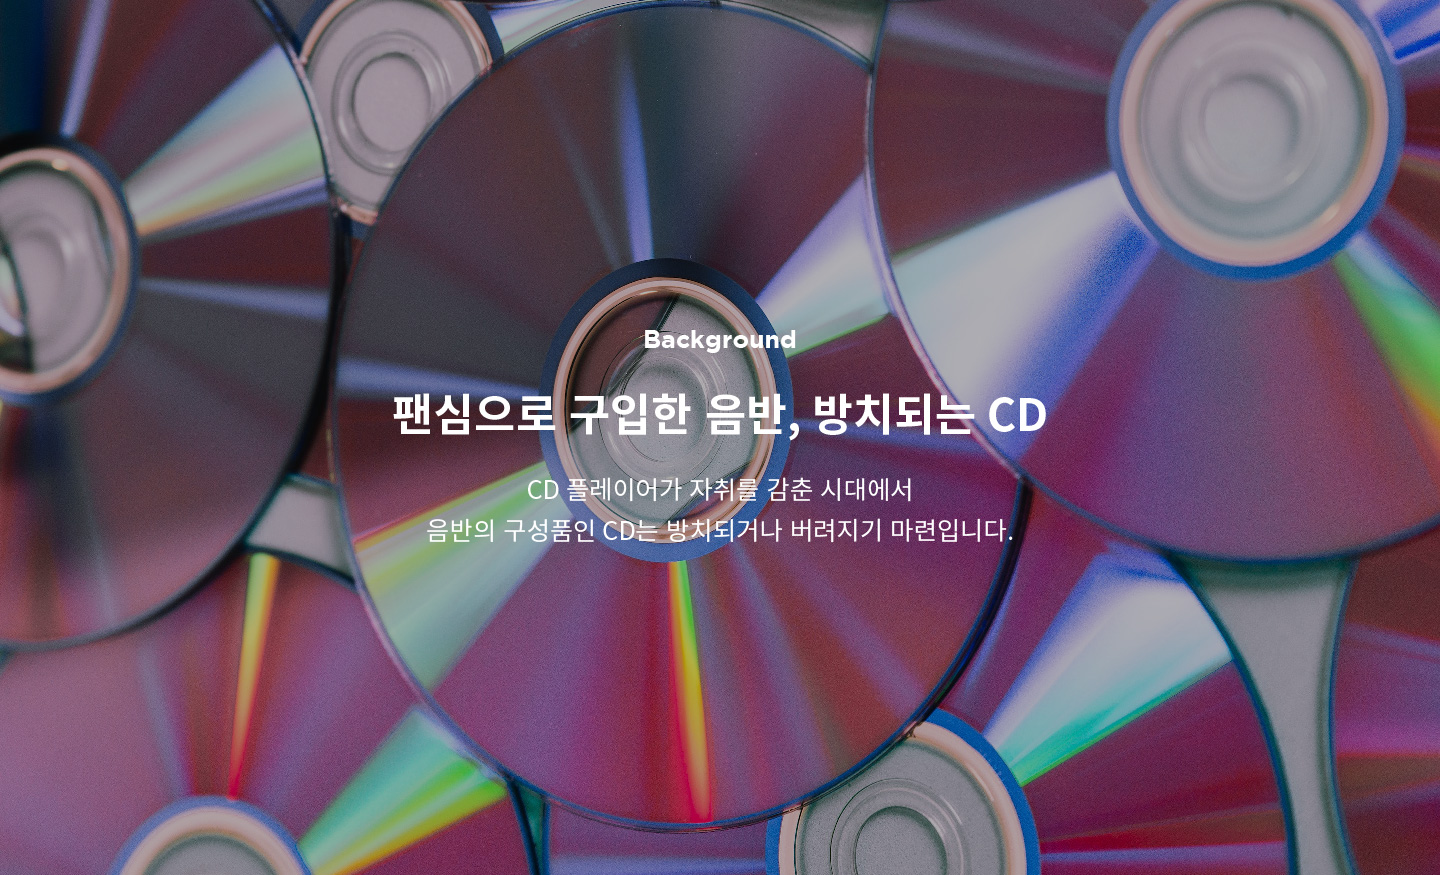 Background
팬심으로 구입한 음반, 방치되는 CD
CD 플레이어가 자취를 감춘 시대에서
음반의 구성품인 CD는 방치되거나 버려지기 마련입니다.